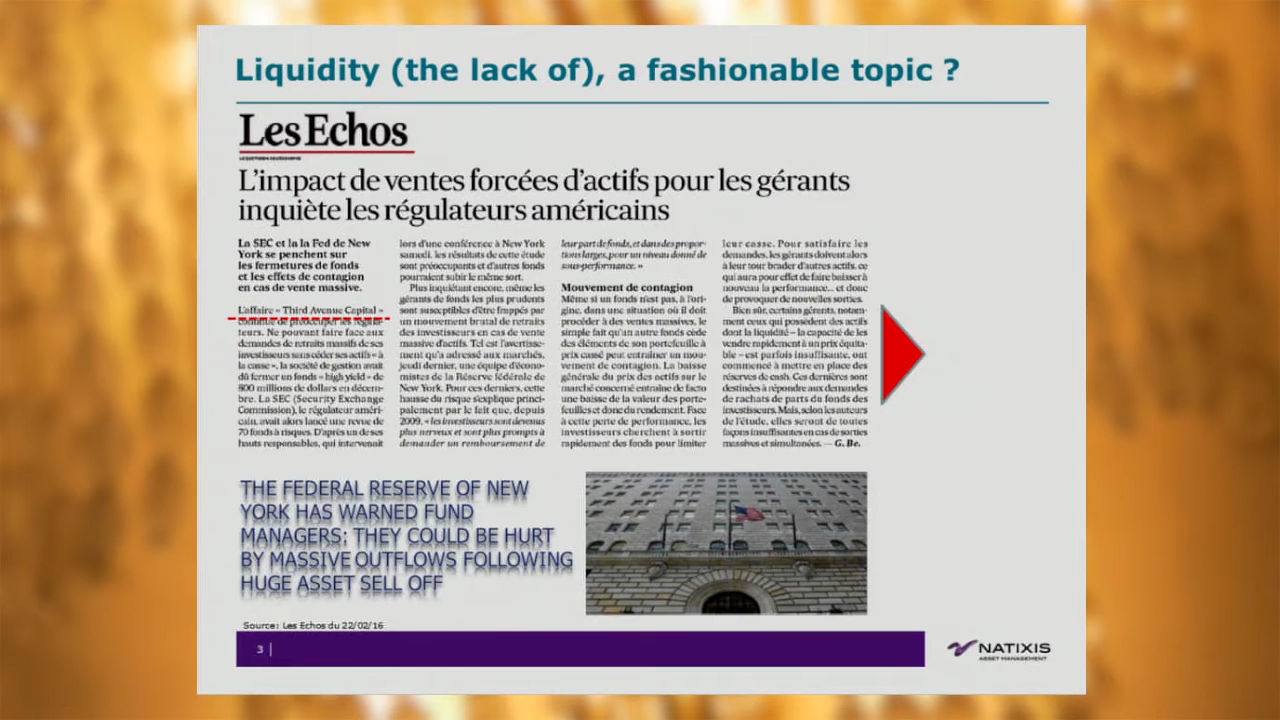 Liquidity (the lack of), a fashionable topic ?
Les Echos
L'impact de ventes forcées d'actifs pour les gérants
inquiète les régulateurs américains
La SEC et la la Fed de New
York se penchent sur
les fermetures de fonds
et les effets de contagion
en cas de vente massive.
L'affaire « Third Avenue Capital »
continue de préoccuper les régula-
teurs. Ne pouvant faire face aux
demandes de retraits massifs de ses
investisseurs sans céder ses actifs « à
la casse », la société de gestion avait
dû fermer un fonds « high yield » de
800 millions de dollars en décem-
bre. La SEC (Security Exchange
Commission), le régulateur améri-
cain, avait alors lancé une revue de
70 fonds à risques. D'après un de ses
hauts responsables, qui intervenait
lors d'une conférence à New York
samedi, les résultats de cette étude
sont préoccupants et d'autres fonds
pourraient subir le même sort.
Plus inquiétant encore, même les
gérants de fonds les plus prudents
sont susceptibles d'être frappés par
un mouvement brutal de retraits
des investisseurs en cas de vente
massive d'actifs. Tel est l'avertisse-
ment qu'a adressé aux marchés,
jeudi dernier, une équipe d'écono-
mistes de la Réserve fédérale de
New York. Pour ces derniers, cette
hausse du risque s'explique princi-
palement par le fait que, depuis
2009, « les investisseurs sont devenus
plus nerveux et sont plus prompts à
demander un remboursement de
leur part de fonds, et dans des propor-
tions larges, pour un niveau donné de
sous-performance. »
Mouvement de contagion
Même si un fonds n'est pas, à l'ori-
gine, dans une situation où il doit
procéder à des ventes massives, le
simple fait qu'un autre fonds cède
des éléments de son portefeuille à
prix cassé peut entraîner un mou-
vement de contagion. La baisse
générale du prix des actifs sur le
marché concerné entraîne de facto
une baisse de la valeur des porte-
feuilles et donc du rendement. Face
à cette perte de performance, les
investisseurs cherchent à sortir
rapidement des fonds pour limiter
leur casse. Pour satisfaire les
demandes, les gérants doivent alors
à leur tour brader d'autres actifs, ce
qui aura pour effet de faire baisser à
nouveau la performance... et donc
de provoquer de nouvelles sorties.
Bien sûr, certains gérants, notam-
ment ceux qui possèdent des actifs
dont la liquidité – la capacité de les
vendre rapidement à un prix équita-
ble – est parfois insuffisante, ont
commencé à mettre en place des
réserves de cash. Ces dernières sont
destinées à répondre aux demandes
de rachats de parts du fonds des
investisseurs. Mais, selon les auteurs
de l'étude, elles seront de toutes
façons insuffisantes en cas de sorties
massives et simultanées. — G. Be.
THE FEDERAL RESERVE OF NEW
YORK HAS WARNED FUND
MANAGERS: THEY COULD BE HURT
BY MASSIVE OUTFLOWS FOLLOWING
HUGE ASSET SELL OFF
Source: Les Echos du 22/02/16
3 |
NATIXIS
ASSET MANAGEMENT